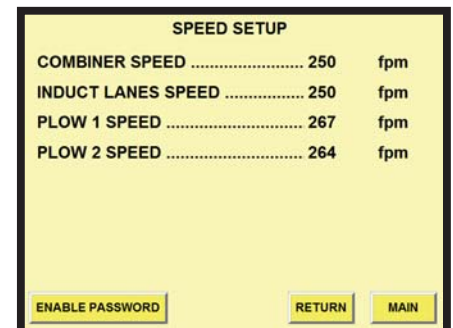 SPEED SETUP
COMBINER SPEED ........................ 250 fpm
INDUCT LANES SPEED ................. 250 fpm
PLOW 1 SPEED ............................. 267 fpm
PLOW 2 SPEED ............................. 264 fpm
ENABLE PASSWORD RETURN MAIN